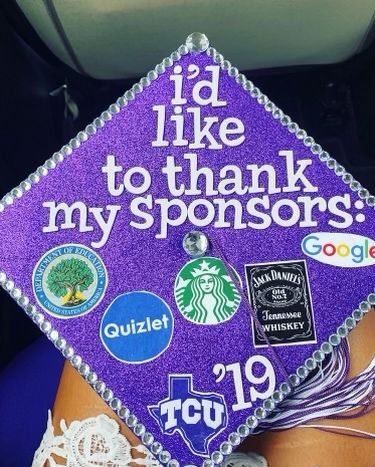 i'd
like
to thank
my sponsors:
DEPARTMENT OF EDUCATION
UNITED STATES OF AMERICA
Quizlet
JACK DANIEL'S
OLD
NO.7
Tennessee
WHISKEY
Google
'19
TCU